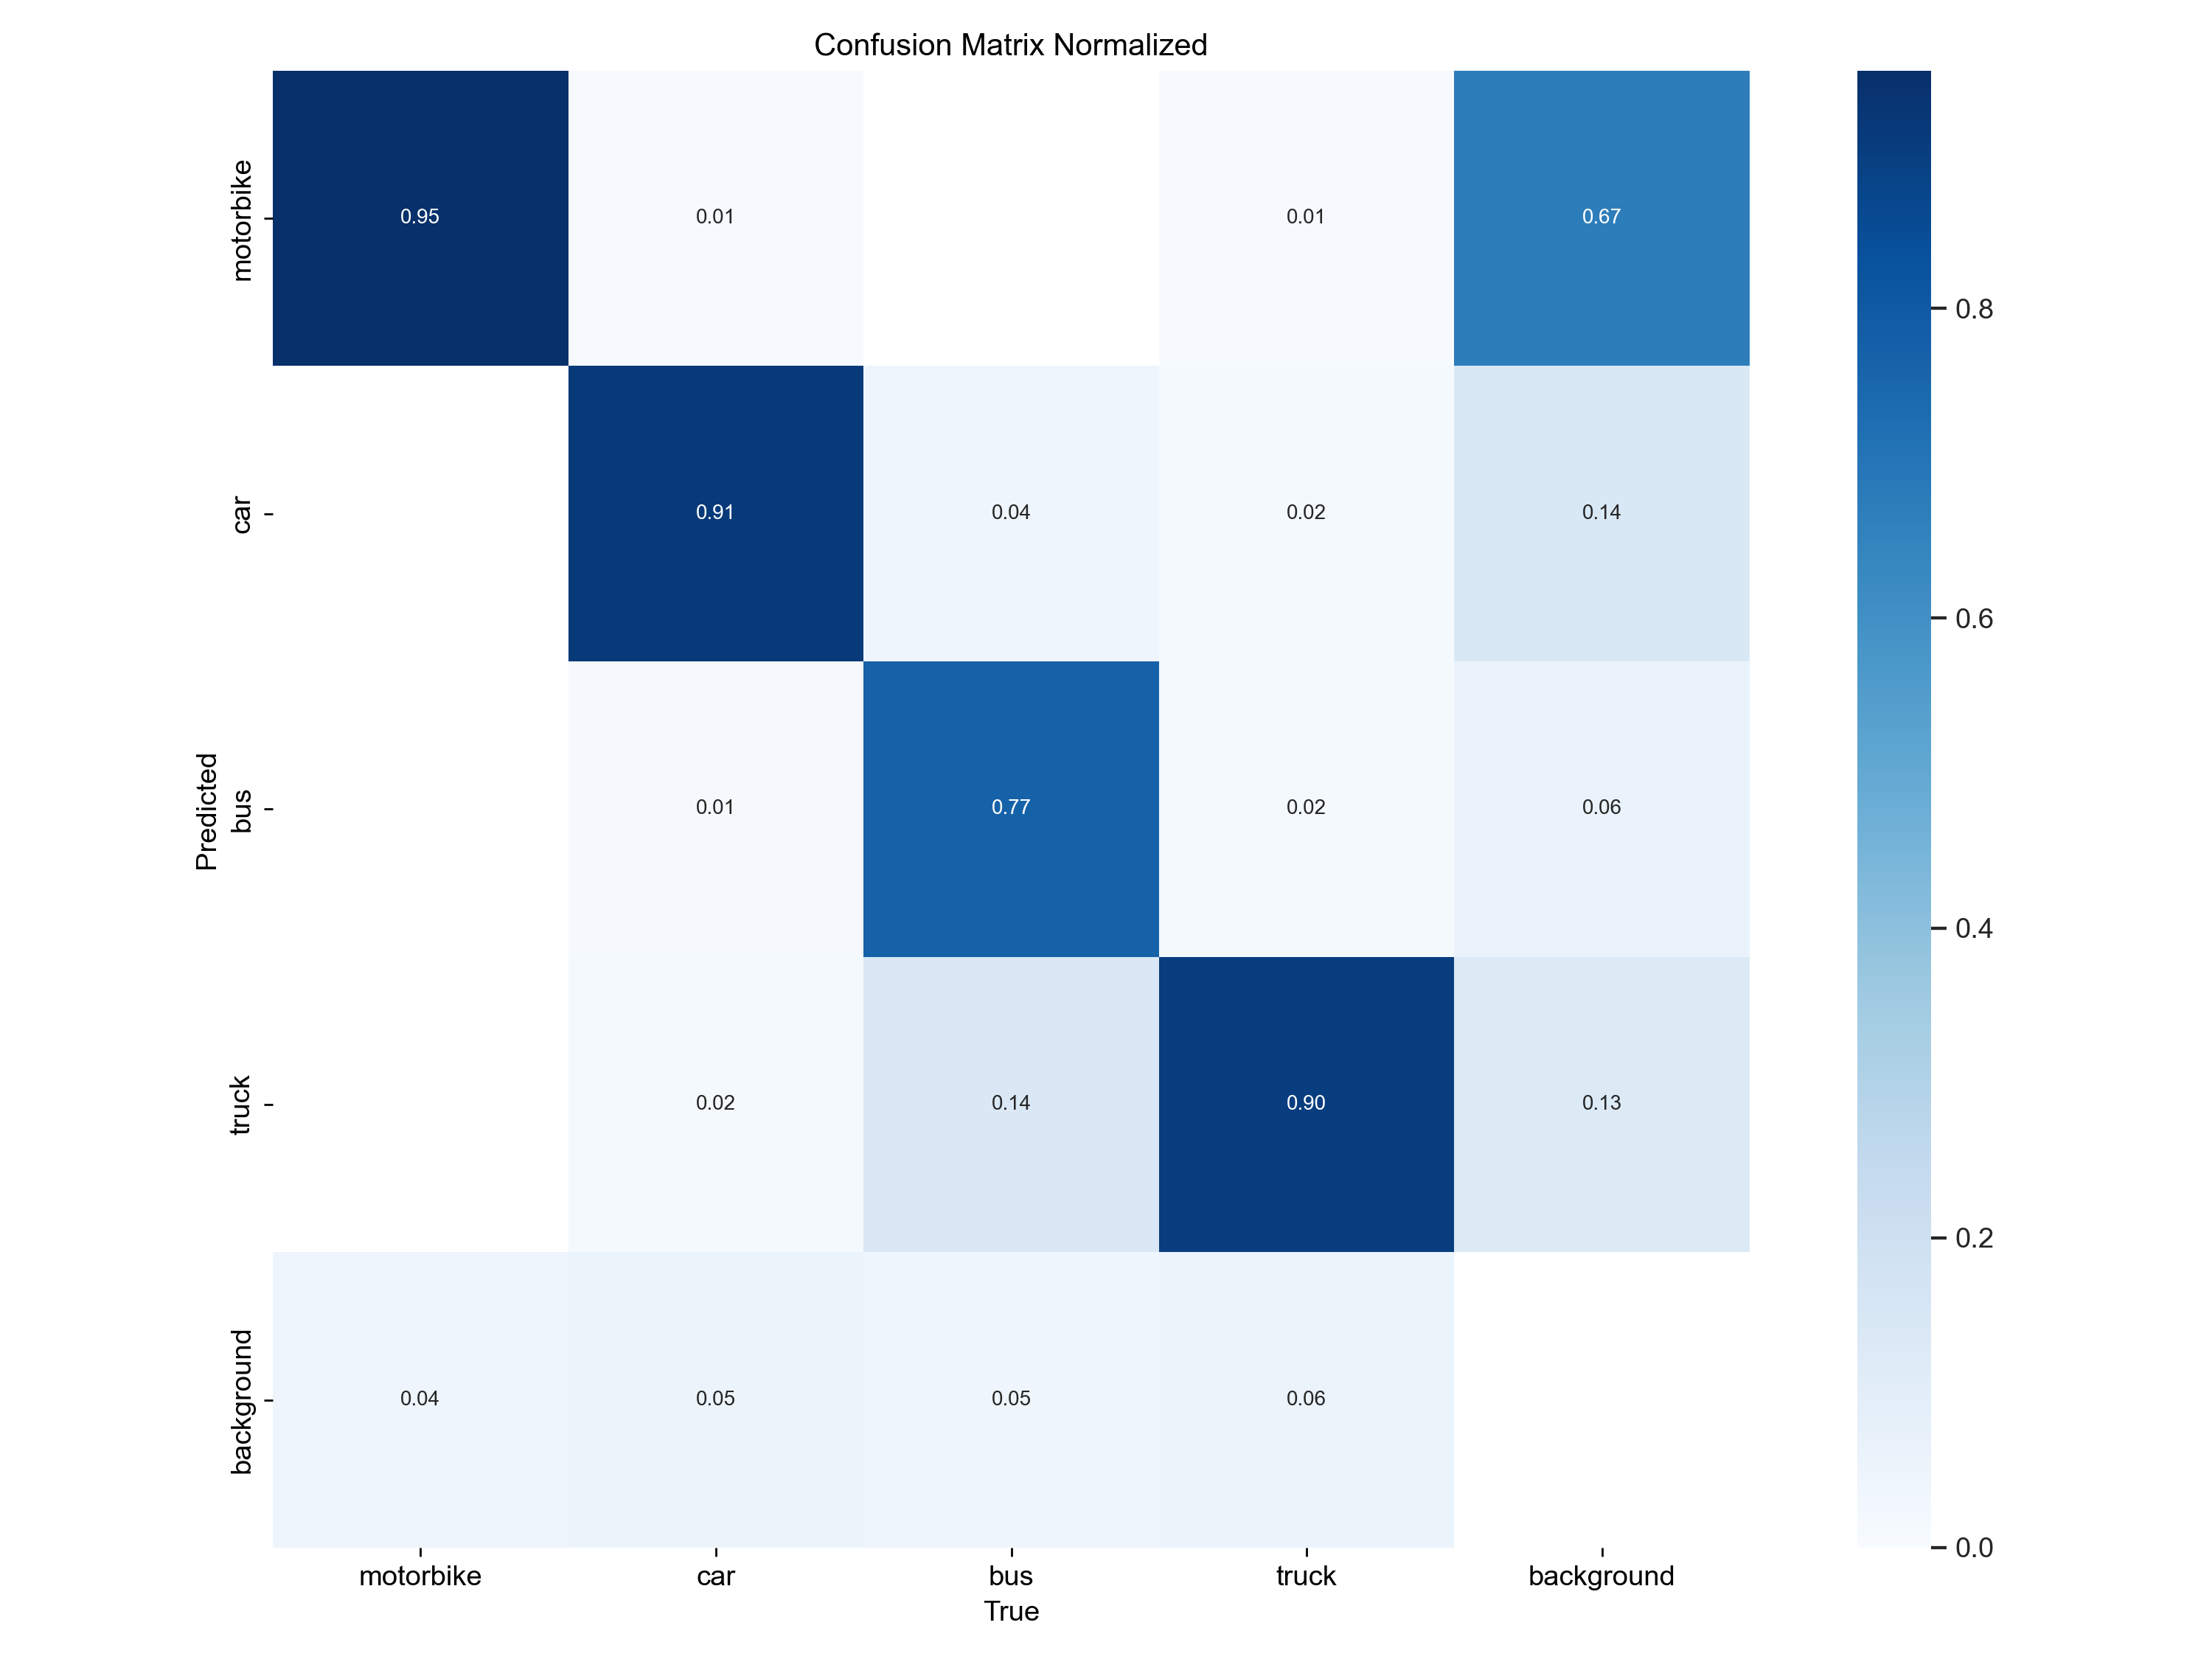 Confusion Matrix Normalized
motorbike
0.95
0.01
0.01
0.67
car
0.91
0.04
0.02
0.14
Predicted
bus
0.01
0.77
0.02
0.06
truck
0.02
0.14
0.90
0.13
background
0.04
0.05
0.05
0.06
motorbike
car
bus
truck
background
True
0.8
0.6
0.4
0.2
0.0